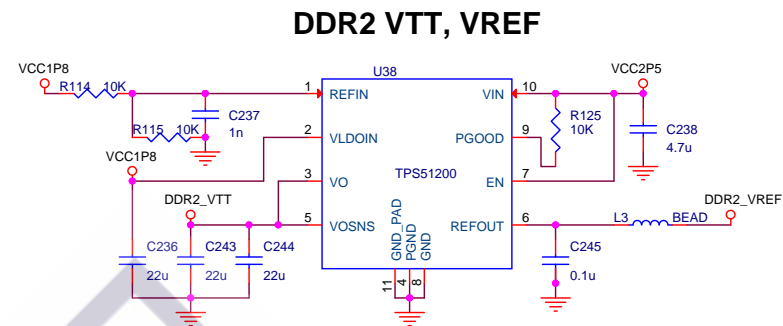 DDR2 VTT, VREF
VCC1P8
R114 10K
U38
VCC2P5
1 REFIN
VIN 10
C237
1n
R125
10K
R115 10K
2 VLDOIN
PGOOD 9
C238
4.7u
VCC1P8
TPS51200
3 VO
EN 7
DDR2_VTT
DDR2_VREF
5 VOSNS
REFOUT 6
L3 BEAD
GND_PAD
PGND
GND
C236
22u
C243
22u
C244
22u
C245
0.1u
11
4
8